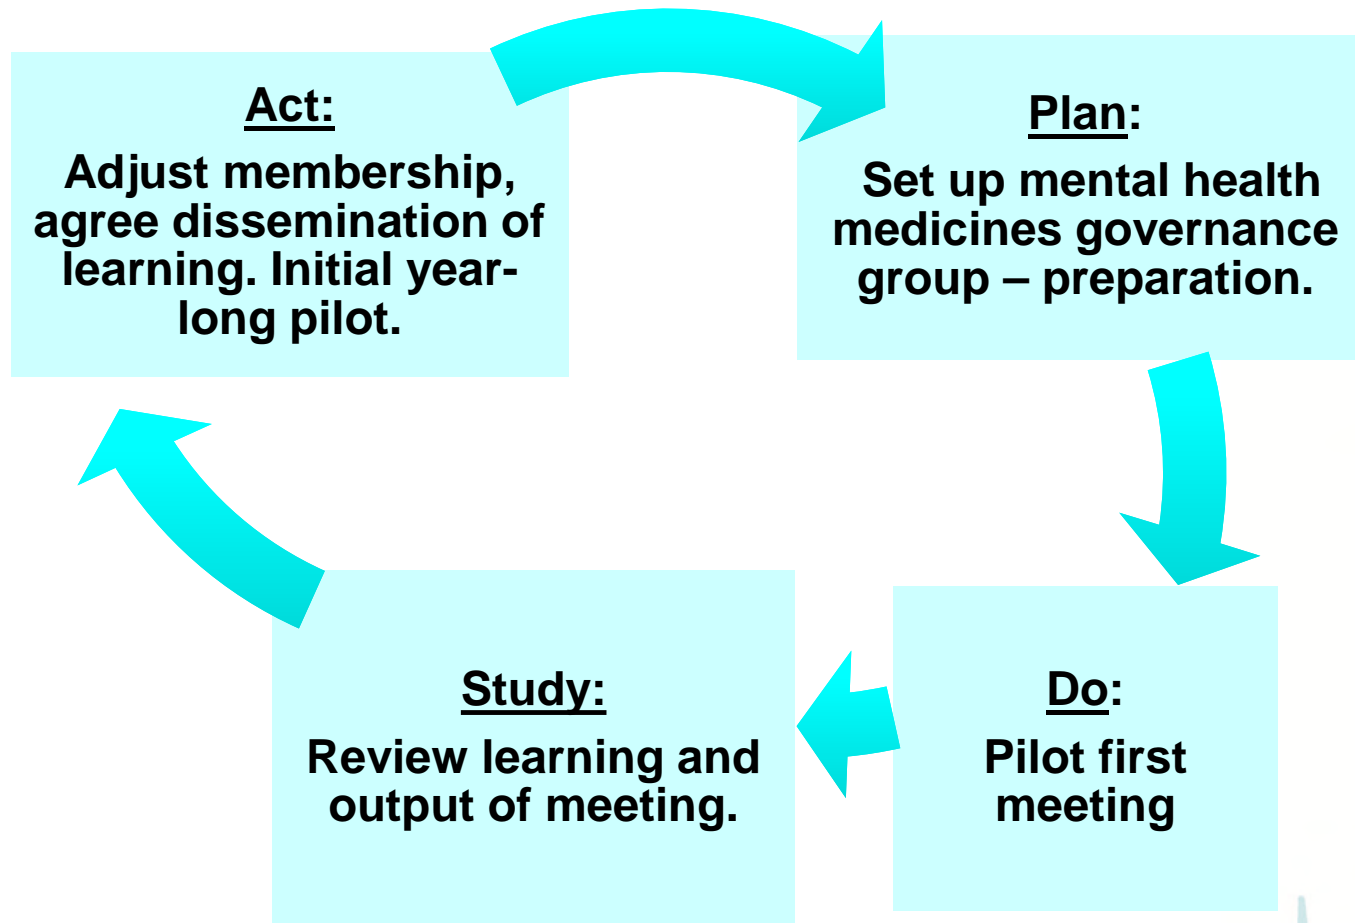 Act:
Adjust membership,
agree dissemination of
learning. Initial year-
long pilot.
Plan:
Set up mental health
medicines governance
group – preparation.
Do:
Pilot first
meeting
Study:
Review learning and
output of meeting.